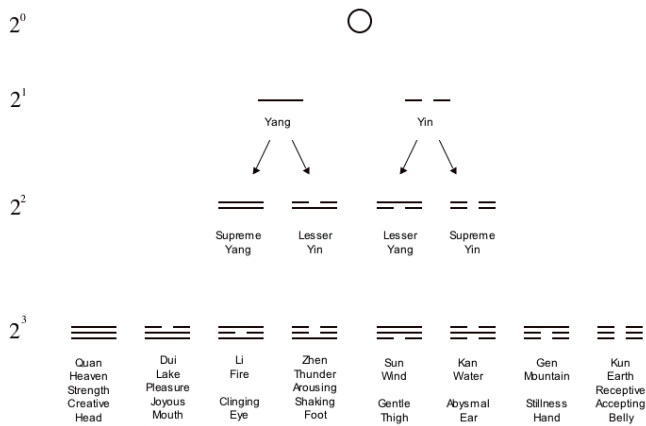 2⁰
2¹
Yang
Yin
2²
Supreme Yang
Lesser Yin
Lesser Yang
Supreme Yin
2³
Quan
Heaven
Strength
Creative
Head
Dui
Lake
Pleasure
Joyous
Mouth
Li
Fire
Clinging
Eye
Zhen
Thunder
Arousing
Shaking
Foot
Sun
Wind
Gentle
Thigh
Kan
Water
Abysmal
Ear
Gen
Mountain
Stillness
Hand
Kun
Earth
Receptive
Accepting
Belly